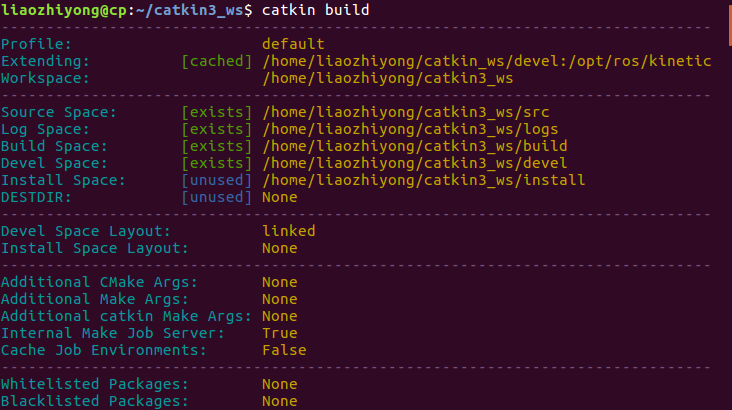 liaozhiyong@cp:~/catkin3_ws$ catkin build
--------------------------------------------------------------------------------
Profile:                     default
Extending:          [cached] /home/liaozhiyong/catkin_ws/devel:/opt/ros/kinetic
Workspace:                   /home/liaozhiyong/catkin3_ws
--------------------------------------------------------------------------------
Source Space:       [exists] /home/liaozhiyong/catkin3_ws/src
Log Space:          [exists] /home/liaozhiyong/catkin3_ws/logs
Build Space:        [exists] /home/liaozhiyong/catkin3_ws/build
Devel Space:        [exists] /home/liaozhiyong/catkin3_ws/devel
Install Space:      [unused] /home/liaozhiyong/catkin3_ws/install
DESTDIR:            [unused] None
--------------------------------------------------------------------------------
Devel Space Layout:          linked
Install Space Layout:        None
--------------------------------------------------------------------------------
Additional CMake Args:       None
Additional Make Args:        None
Additional catkin Make Args: None
Internal Make Job Server:    True
Cache Job Environments:      False
--------------------------------------------------------------------------------
Whitelisted Packages:        None
Blacklisted Packages:        None